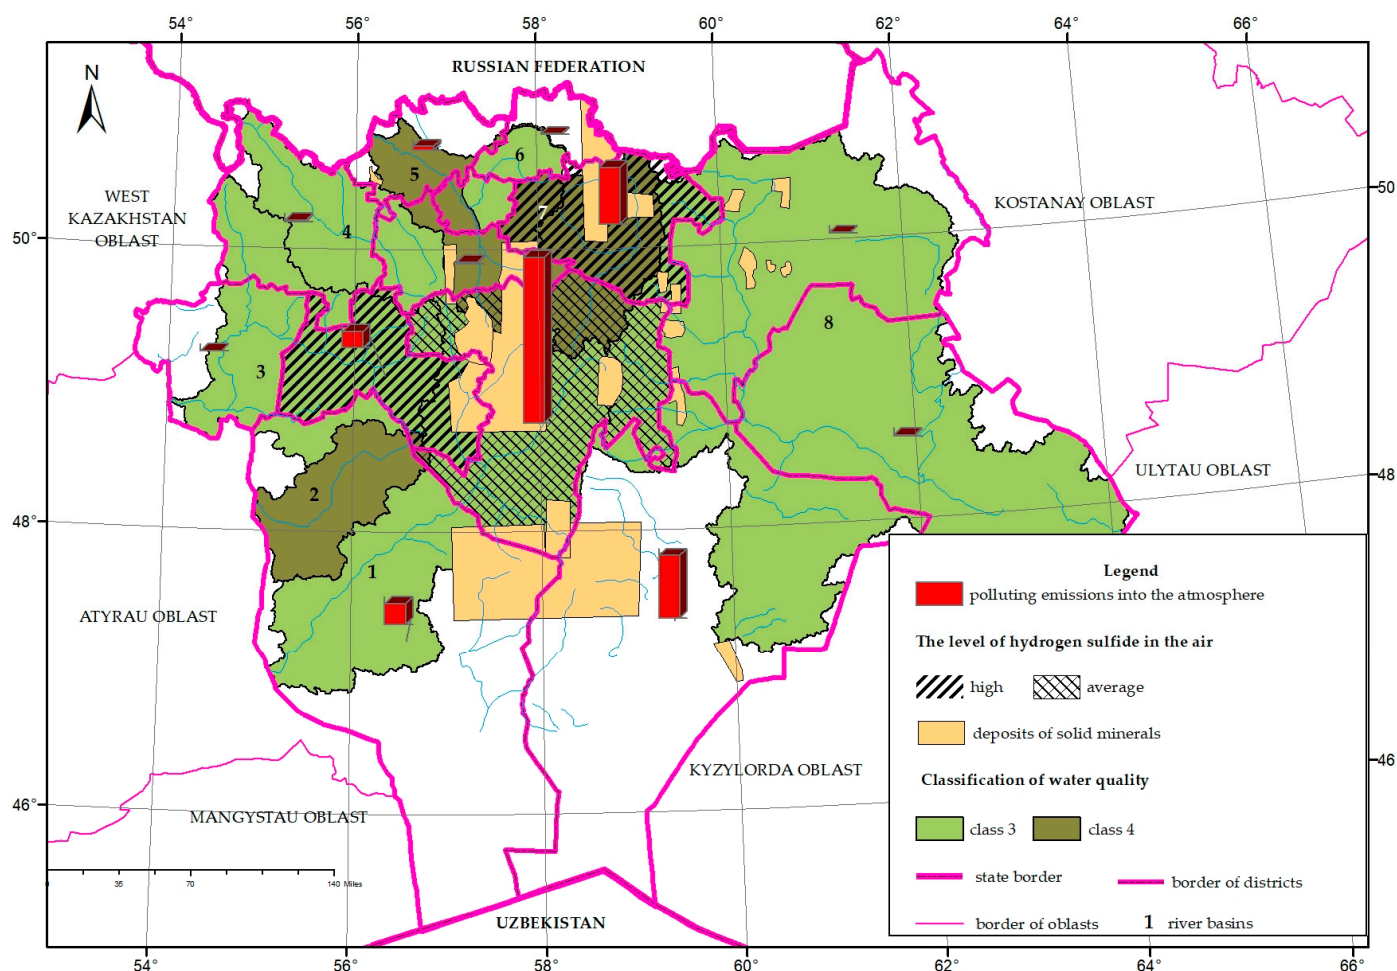 54° 56° 58° 60° 62° 64° 66°
RUSSIAN FEDERATION
N
6
5
WEST
KAZAKHSTAN
OBLAST
50
7
KOSTANAY OBLAST
4
50°
8
3
ULYTAU OBLAST
48
2
48°
1
ATYRAU OBLAST
KYZYLORDA OBLAST
46
46°
MANGYSTAU OBLAST
0 35 70 140 Miles
UZBEKISTAN
Legend
polluting emissions into the atmosphere
The level of hydrogen sulfide in the air
high average
deposits of solid minerals
Classification of water quality
class 3 class 4
state border border of districts
border of oblasts 1 river basins
54° 56° 58° 60° 62° 64° 66°